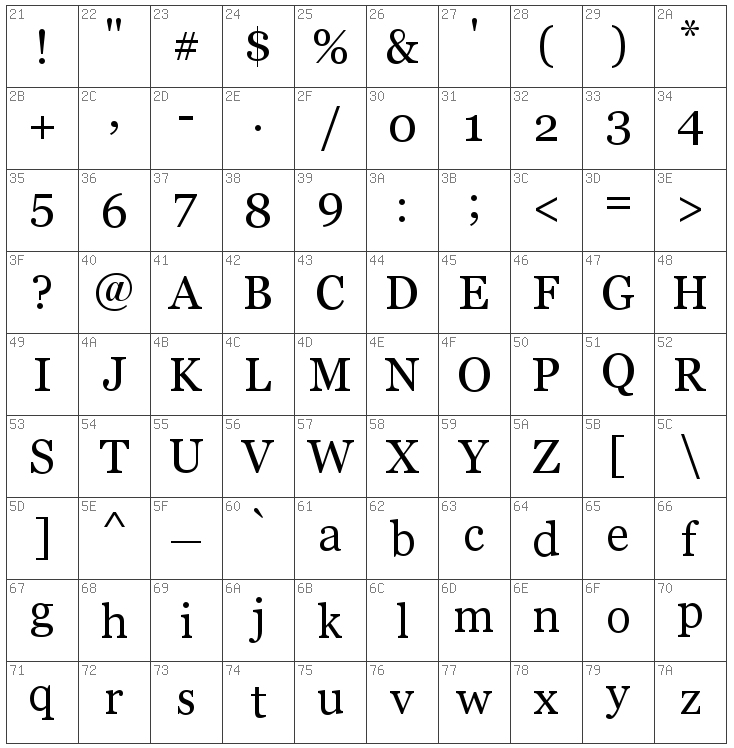 21 22 23 24 25 26 27 28 29 2A
! " # $ % & ' ( ) *
2B 2C 2D 2E 2F 30 31 32 33 34
+ , - . / 0 1 2 3 4
35 36 37 38 39 3A 3B 3C 3D 3E
5 6 7 8 9 : ; < = >
3F 40 41 42 43 44 45 46 47 48
? @ A B C D E F G H
49 4A 4B 4C 4D 4E 4F 50 51 52
I J K L M N O P Q R
53 54 55 56 57 58 59 5A 5B 5C
S T U V W X Y Z [ \
5D 5E 5F 60 61 62 63 64 65 66
] ^ _ ` a b c d e f
67 68 69 6A 6B 6C 6D 6E 6F 70
g h i j k l m n o p
71 72 73 74 75 76 77 78 79 7A
q r s t u v w x y z